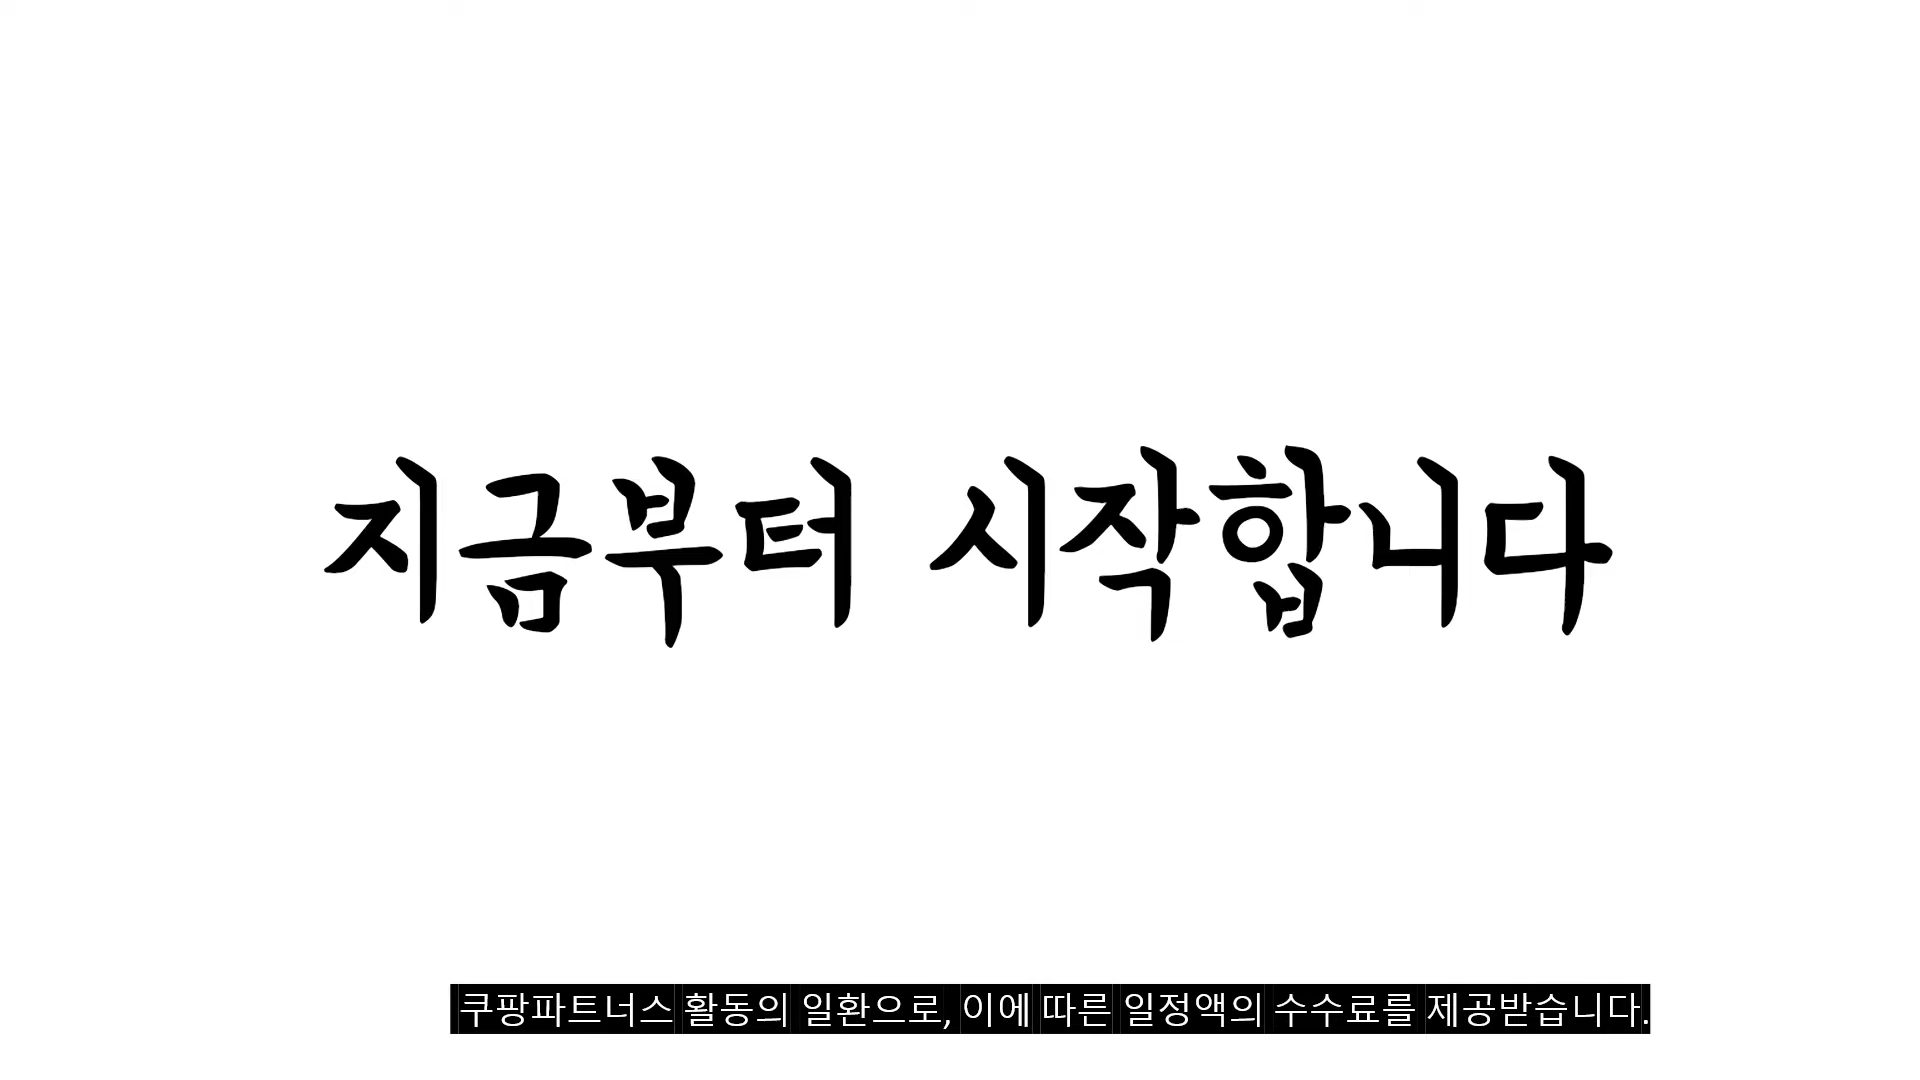 지금부터 시작합니다
쿠팡파트너스 활동의 일환으로, 이에 따른 일정액의 수수료를 제공받습니다.